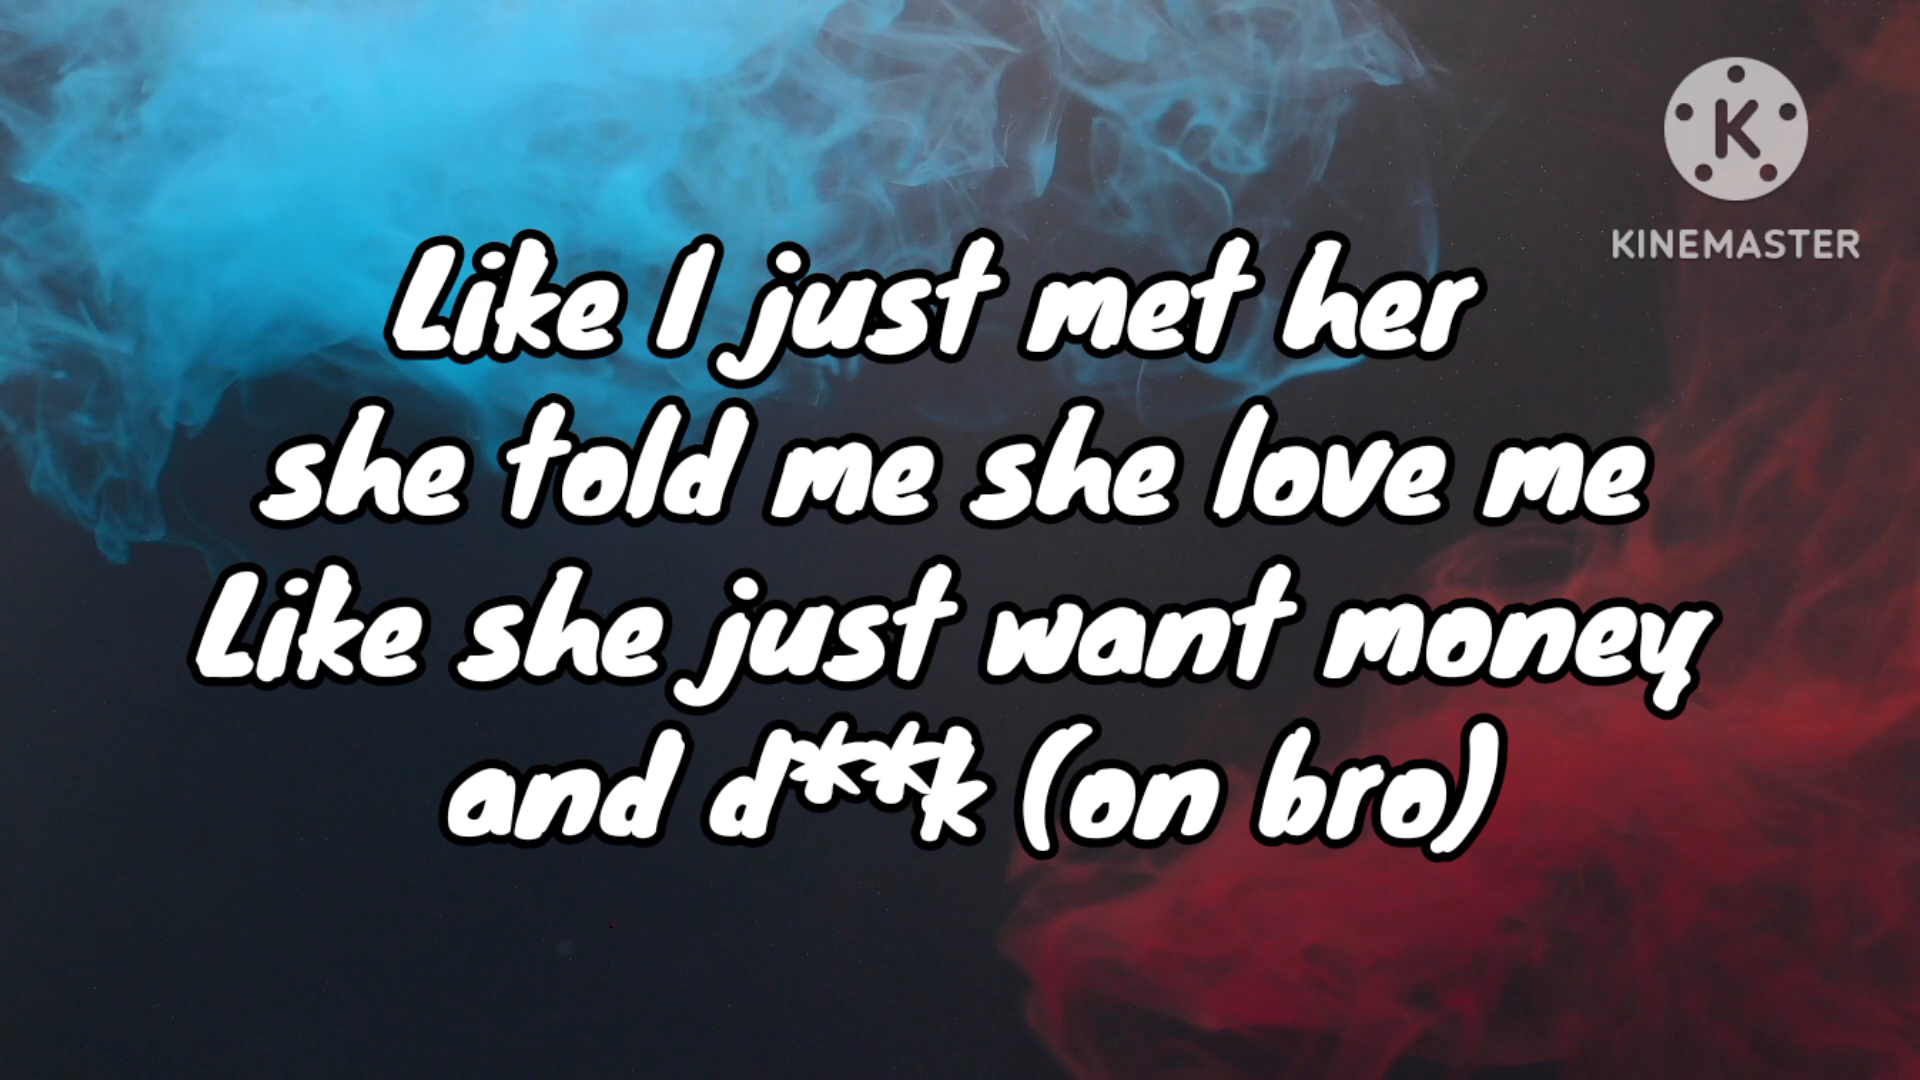 K
KINEMASTER
Like I just met her
she told me she love me
Like she just want money
and d**k (on bro)